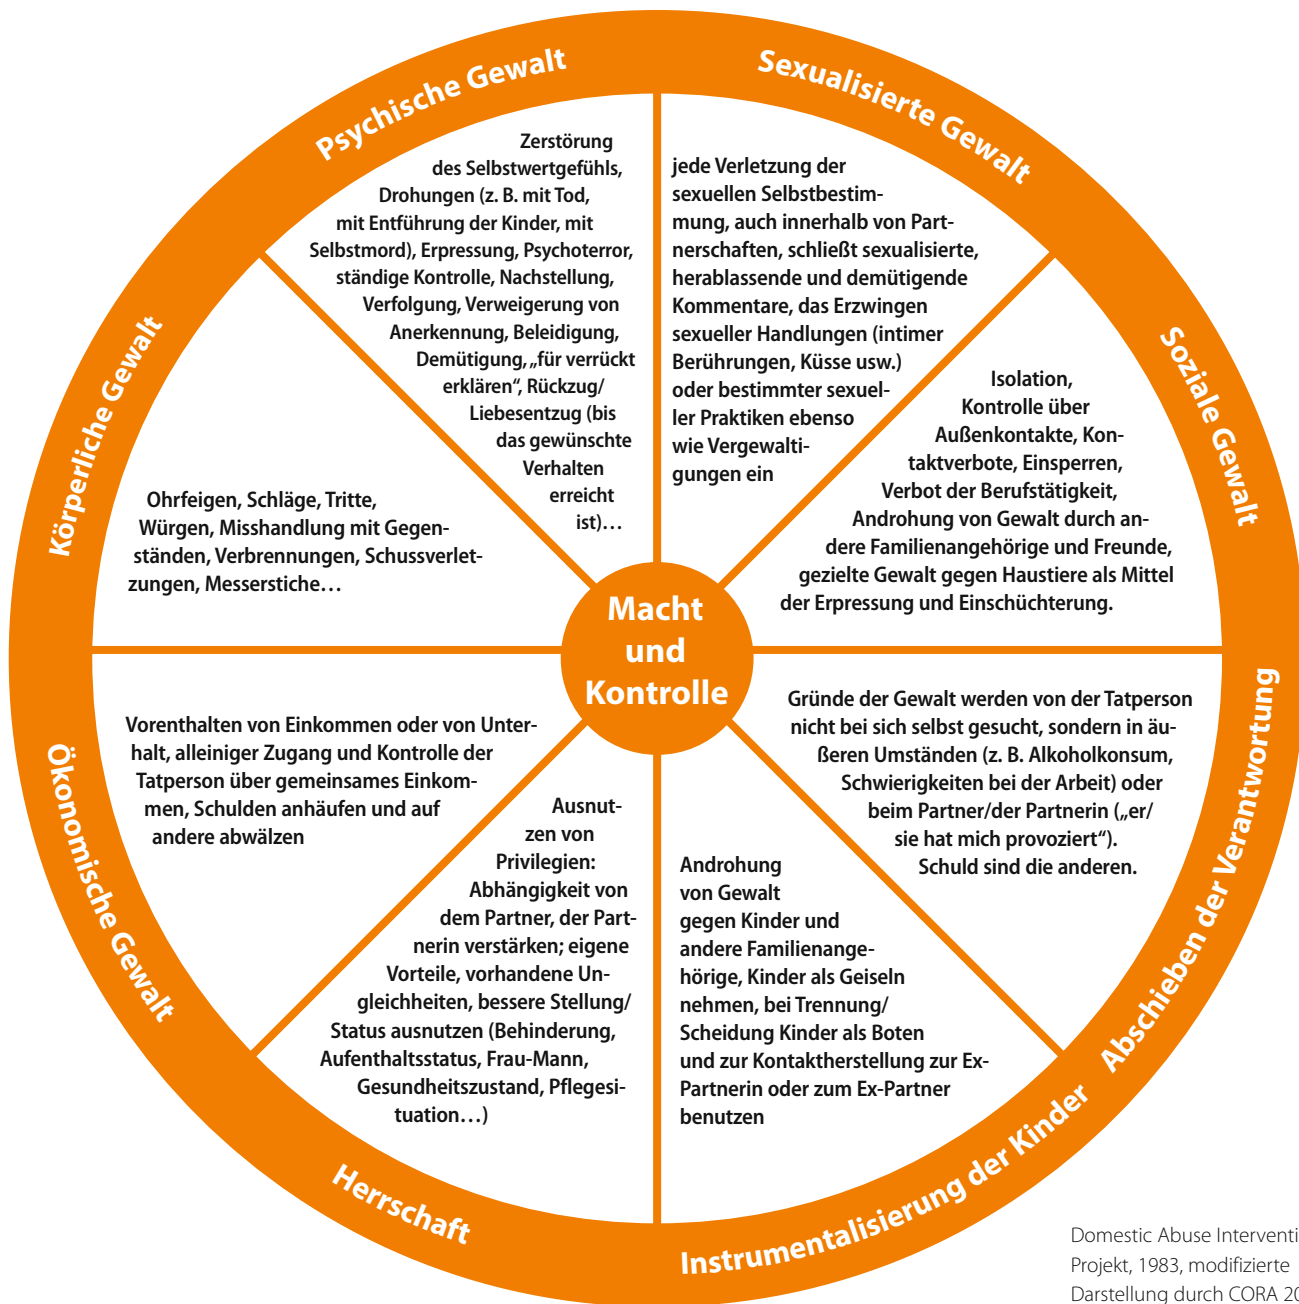 Psychische Gewalt
Zerstörung
des Selbstwertgefühls,
Drohungen (z. B. mit Tod,
mit Entführung der Kinder, mit
Selbstmord), Erpressung, Psychoterror,
ständige Kontrolle, Nachstellung,
Verfolgung, Verweigerung von
Anerkennung, Beleidigung,
Demütigung, „für verrückt
erklären“, Rückzug/
Liebesentzug (bis
das gewünschte
Verhalten
erreicht
ist)…
Sexualisierte Gewalt
jede Verletzung der
sexuellen Selbstbestim-
mung, auch innerhalb von Part-
nerschaften, schließt sexualisierte,
herablassende und demütigende
Kommentare, das Erzwingen
sexueller Handlungen (intimer
Berührungen, Küsse usw.)
oder bestimmter sexuel-
ler Praktiken ebenso
wie Vergewalti-
gungen ein
Soziale Gewalt
Isolation,
Kontrolle über
Außenkontakte, Kon-
taktverbote, Einsperren,
Verbot der Berufstätigkeit,
Androhung von Gewalt durch an-
dere Familienangehörige und Freunde,
gezielte Gewalt gegen Haustiere als Mittel
der Erpressung und Einschüchterung.
Körperliche Gewalt
Ohrfeigen, Schläge, Tritte,
Würgen, Misshandlung mit Gegen-
ständen, Verbrennungen, Schussverlet-
zungen, Messerstiche…
Macht
und
Kontrolle
Abschieben der Verantwortung
Gründe der Gewalt werden von der Tatperson
nicht bei sich selbst gesucht, sondern in äu-
ßeren Umständen (z. B. Alkoholkonsum,
Schwierigkeiten bei der Arbeit) oder
beim Partner/der Partnerin („er/
sie hat mich provoziert“).
Schuld sind die anderen.
Ökonomische Gewalt
Vorenthalten von Einkommen oder von Unter-
halt, alleiniger Zugang und Kontrolle der
Tatperson über gemeinsames Einkom-
men, Schulden anhäufen und auf
andere abwälzen
Herrschaft
Ausnut-
zen von
Privilegien:
Abhängigkeit von
dem Partner, der Part-
nerin verstärken; eigene
Vorteile, vorhandene Un-
gleichheiten, bessere Stellung/
Status ausnutzen (Behinderung,
Aufenthaltsstatus, Frau-Mann,
Gesundheitszustand, Pflegesi-
tuation…)
Instrumentalisierung der Kinder
Androhung
von Gewalt
gegen Kinder und
andere Familienange-
hörige, Kinder als Geiseln
nehmen, bei Trennung/
Scheidung Kinder als Boten
und zur Kontaktherstellung zur Ex-
Partnerin oder zum Ex-Partner
benutzen
Domestic Abuse Interventi
Projekt, 1983, modifizierte
Darstellung durch CORA 20